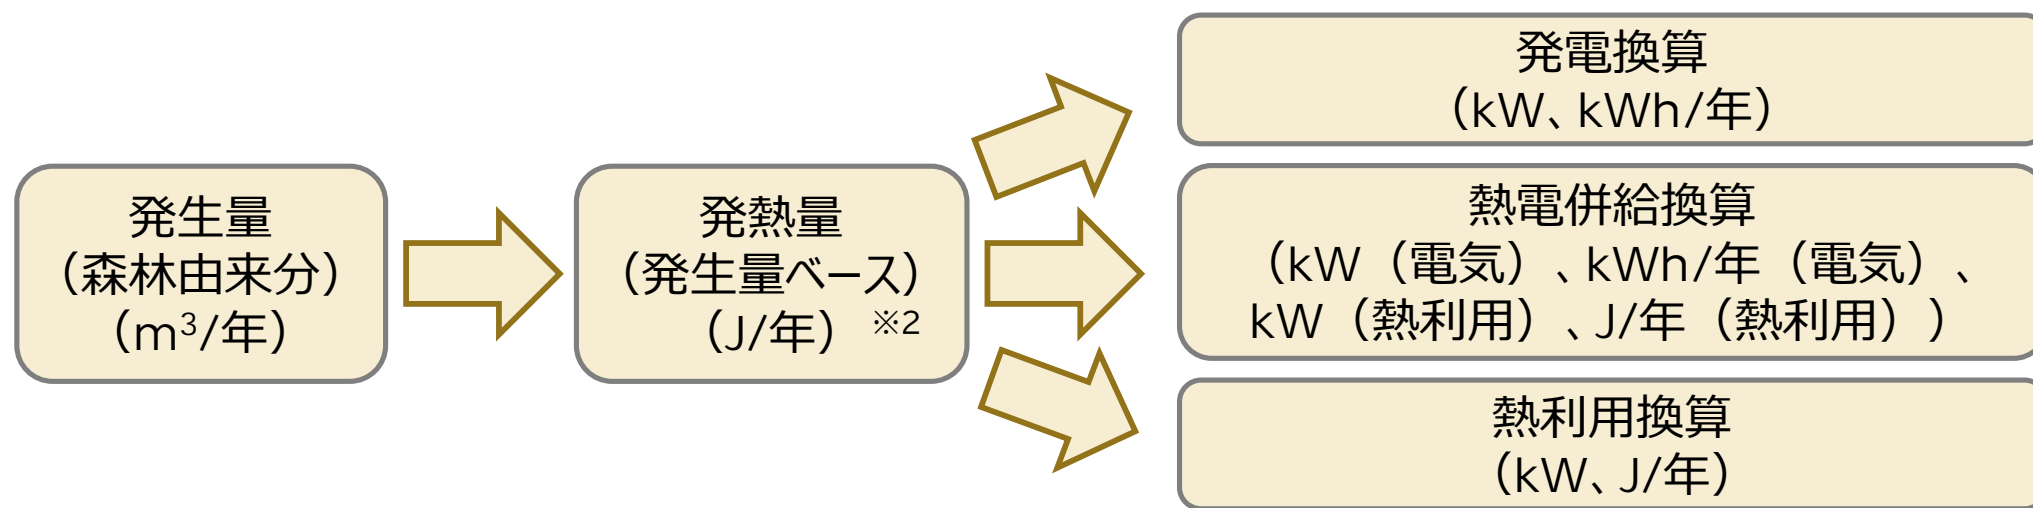 発生量
（森林由来分）
（m³/年）
発熱量
（発生量ベース）
（J/年）※2
発電換算
（kW、kWh/年）
熱電併給換算
（kW（電気）、kWh/年（電気）、
kW（熱利用）、J/年（熱利用））
熱利用換算
（kW、J/年）